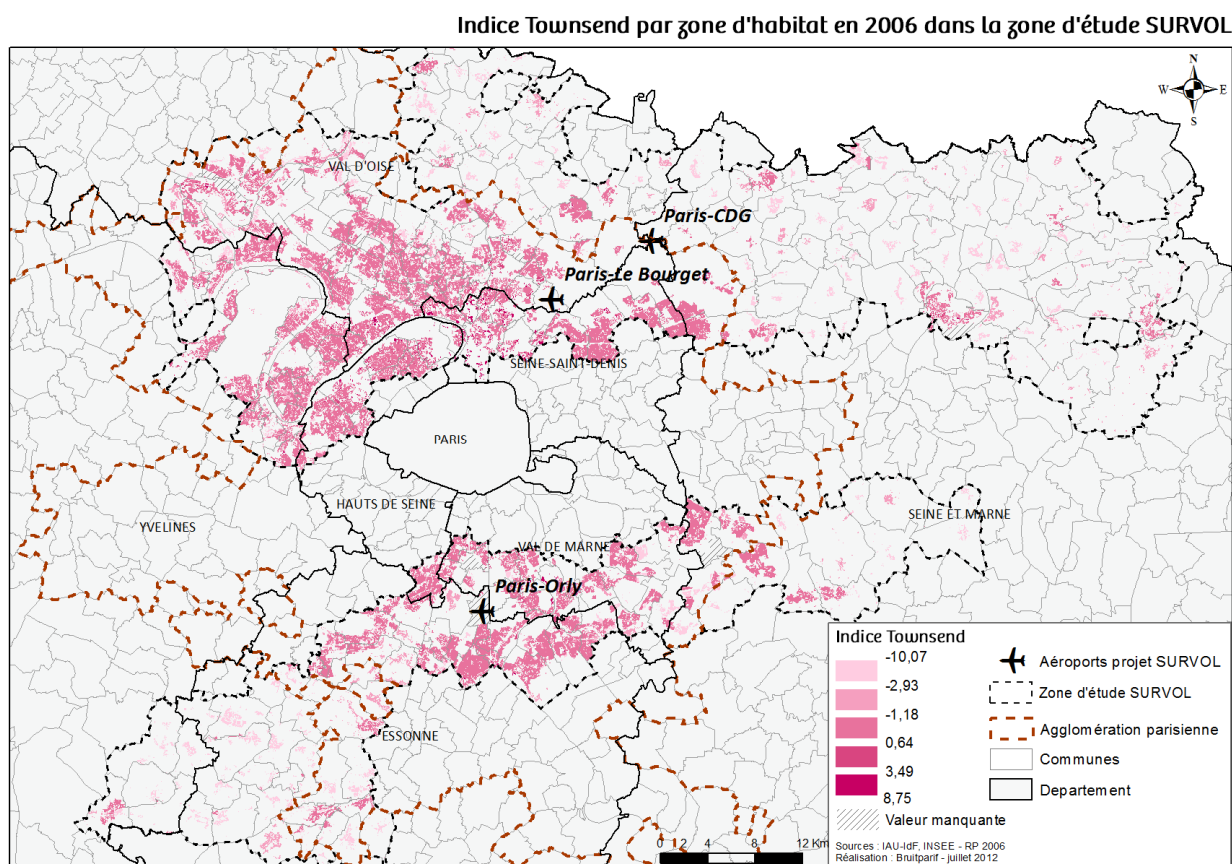 Indice Townsend par zone d'habitat en 2006 dans la zone d'étude SURVOL
N
W E
S
VAL D'OISE
Paris-CDG
Paris-Le Bourget
SEINE-SAINT-DENIS
PARIS
HAUTS DE SEINE
YVELINES
SEINE ET MARNE
VAL DE MARNE
Paris-Orly
ESSONNE
Indice Townsend
-10,07
-2,93
-1,18
0,64
3,49
8,75
Valeur manquante
Aéroports projet SURVOL
Zone d'étude SURVOL
Agglomération parisienne
Communes
Departement
Sources : IAU-IdF, INSEE - RP 2006
Réalisation : Bruitparif - juillet 2012
0 2 4 8 12 Km